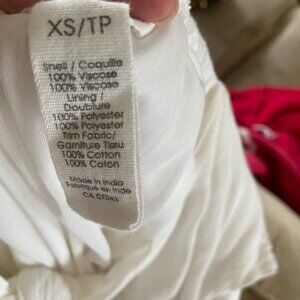 XS/TP
Shell / Coquille
100% Viscose
100% Viscose
Lining /
Doublure
100% Polyester
100% Polyester
Trim Fabric/
Garniture Tissu
100% Cotton
100% Coton
Made in India
Fabriqué en Inde
CA 07043